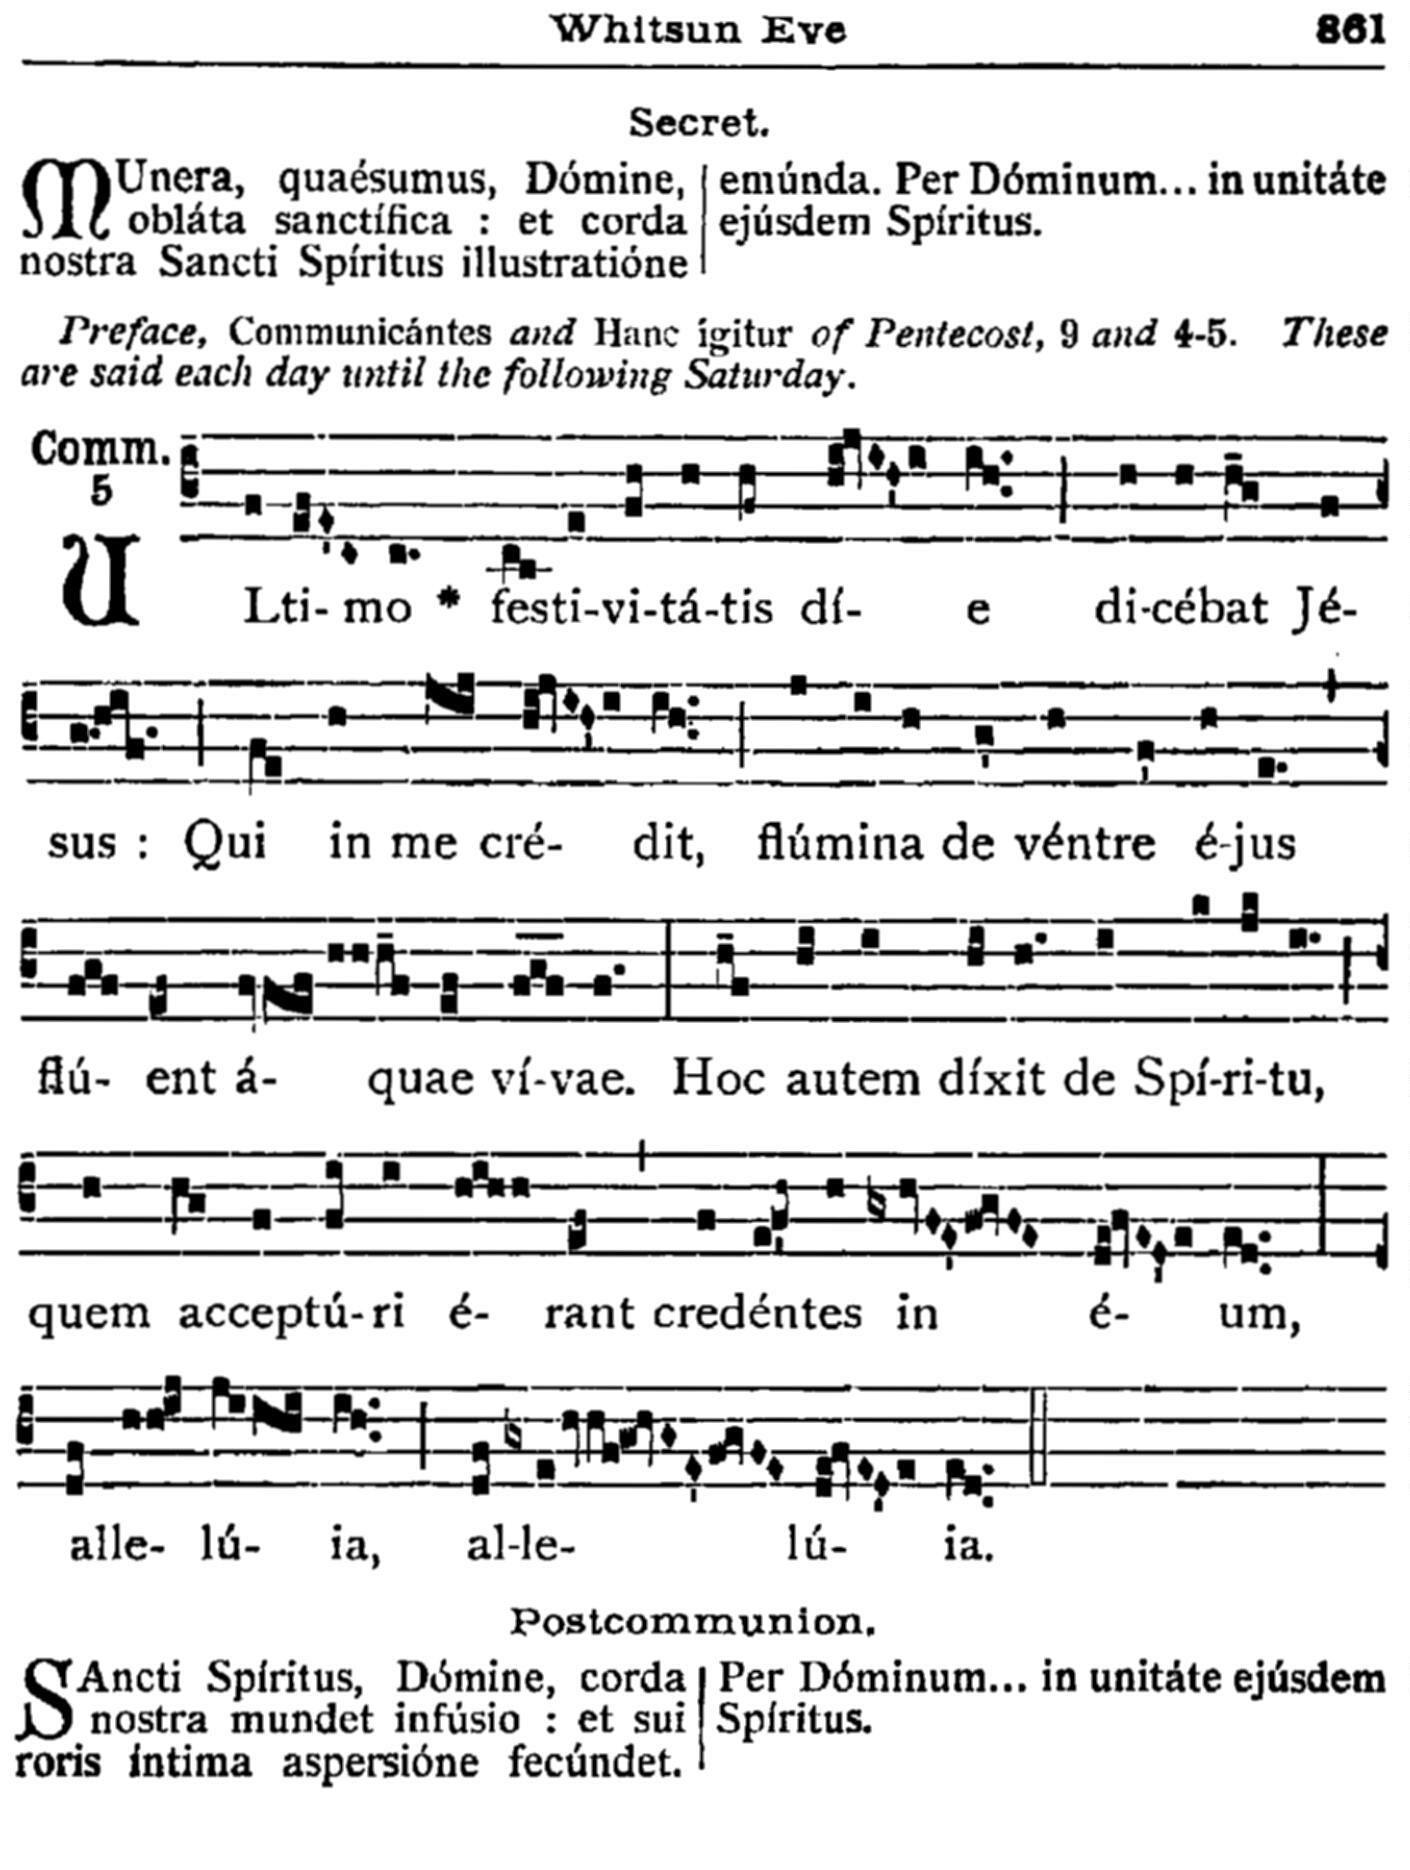 Whitsun Eve 861
Secret.
MUnera, quaésumus, Dómine,
obláta sanctífica : et corda
nostra Sancti Spíritus illustratióne
emúnda. Per Dóminum... in unitáte
ejúsdem Spíritus.
Preface, Communicántes and Hanc ígitur of Pentecost, 9 and 4-5. These
are said each day until the following Saturday.
Comm.
5
ULti- mo * festi-vi-tá-tis dí- e di-cébat Jé-
sus : Qui in me cré- dit, flúmina de véntre é-jus
flú- ent á- quae ví-vae. Hoc autem díxit de Spí-ri-tu,
quem acceptú-ri é- rant credéntes in é- um,
alle- lú- ia, al-le- lú- ia.
Postcommunion.
SAncti Spíritus, Dómine, corda
nostra mundet infúsio : et sui
roris íntima aspersióne fecúndet.
Per Dóminum... in unitáte ejúsdem
Spíritus.